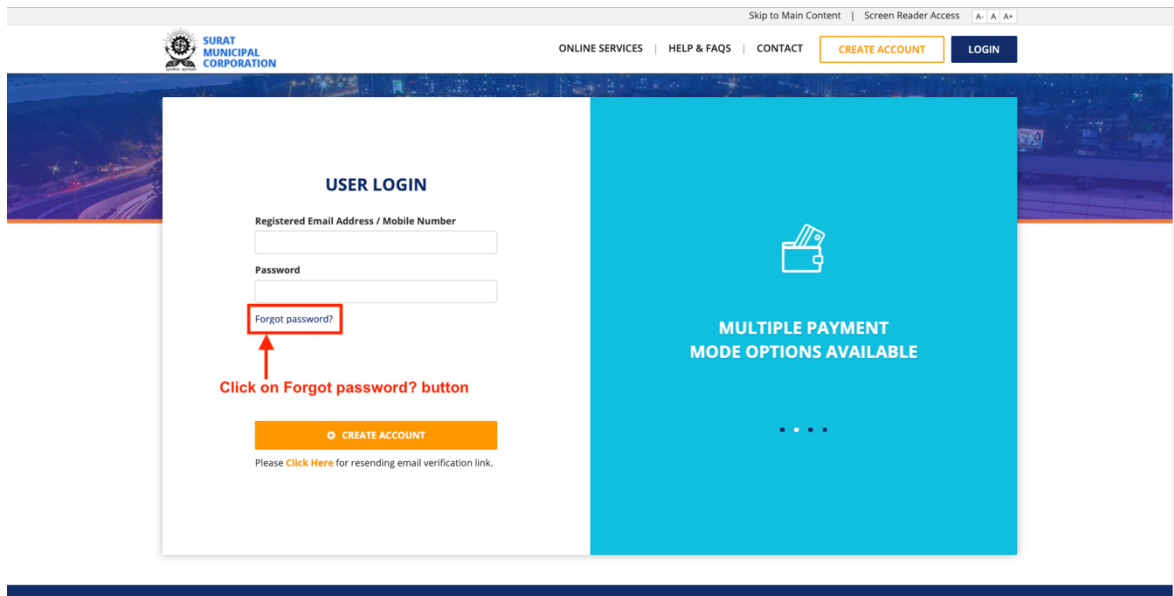 Skip to Main Content | Screen Reader Access A- A A+
SURAT
MUNICIPAL
CORPORATION
ONLINE SERVICES | HELP & FAQS | CONTACT CREATE ACCOUNT LOGIN
USER LOGIN
Registered Email Address / Mobile Number
Password
Forgot password?
Click on Forgot password? button
CREATE ACCOUNT
Please Click Here for resending email verification link.
MULTIPLE PAYMENT
MODE OPTIONS AVAILABLE